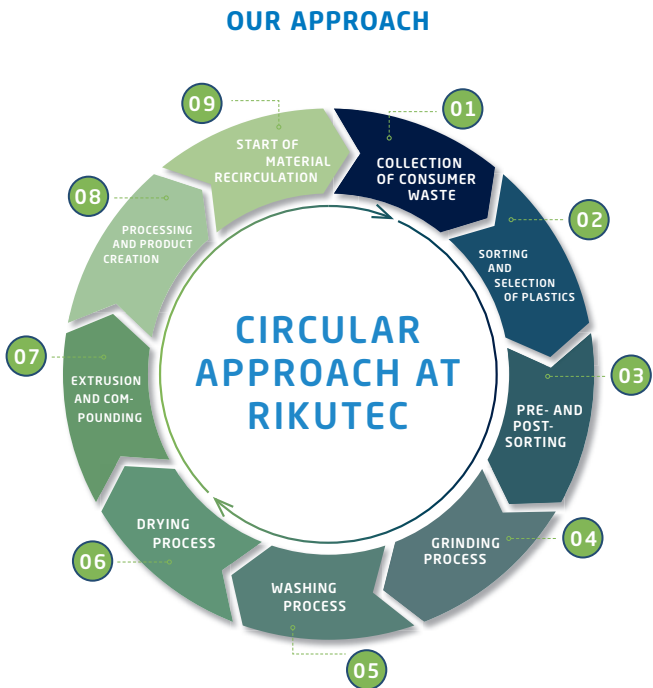 OUR APPROACH
01
COLLECTION
OF CONSUMER
WASTE
02
SORTING
AND
SELECTION
OF PLASTICS
03
PRE- AND
POST-
SORTING
04
GRINDING
PROCESS
05
WASHING
PROCESS
06
DRYING
PROCESS
07
EXTRUSION
AND COM-
POUNDING
08
PROCESSING
AND PRODUCT
CREATION
09
START OF
MATERIAL
RECIRCULATION
CIRCULAR
APPROACH AT
RIKUTEC